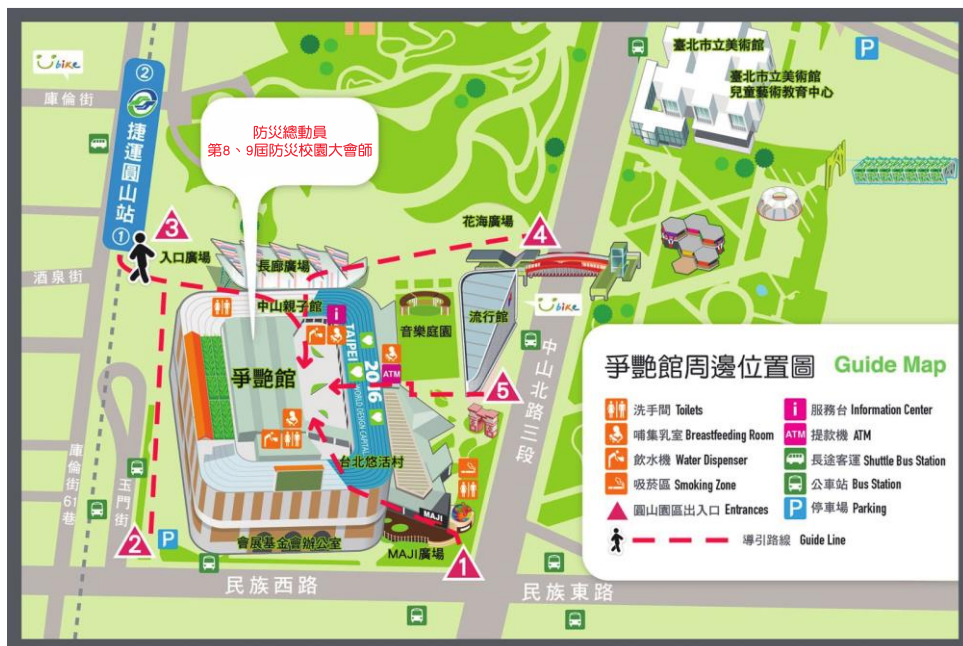 Ubike
庫倫街
②
捷運圓山站
①
防災總動員
第8、9屆防災校園大會師
臺北市立美術館
臺北市立美術館
兒童藝術教育中心
P
3
入口廣場
酒泉街
花海廣場
4
長廊廣場
中山親子館
i
音樂庭園
流行館
Ubike
爭艷館
TAIPEI
2016
WORLD DESIGN CAPITAL
ATM
5
中山北路三段
台北悠活村
庫倫街61巷
玉門街
2
P
會展基金會辦公室
MAJI
MAJI廣場
1
民族西路
民族東路
爭艷館周邊位置圖 Guide Map
洗手間 Toilets
哺集乳室 Breastfeeding Room
飲水機 Water Dispenser
吸菸區 Smoking Zone
圓山園區出入口 Entrances
i 服務台 Information Center
ATM 提款機 ATM
長途客運 Shuttle Bus Station
公車站 Bus Station
P 停車場 Parking
導引路線 Guide Line